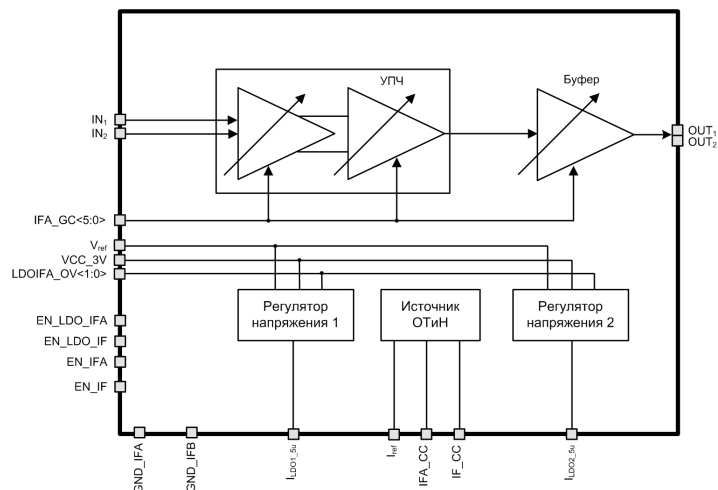 УПЧ
Буфер
IN1
IN2
OUT1
OUT2
IFA_GC<5:0>
Vref
VCC_3V
LDOIFA_OV<1:0>
Регулятор
напряжения 1
Источник
ОТиН
Регулятор
напряжения 2
EN_LDO_IFA
EN_LDO_IF
EN_IFA
EN_IF
GND_IFA
GND_IFB
ILDO1_5u
Iref
IFA_CC
IF_CC
ILDO2_5u